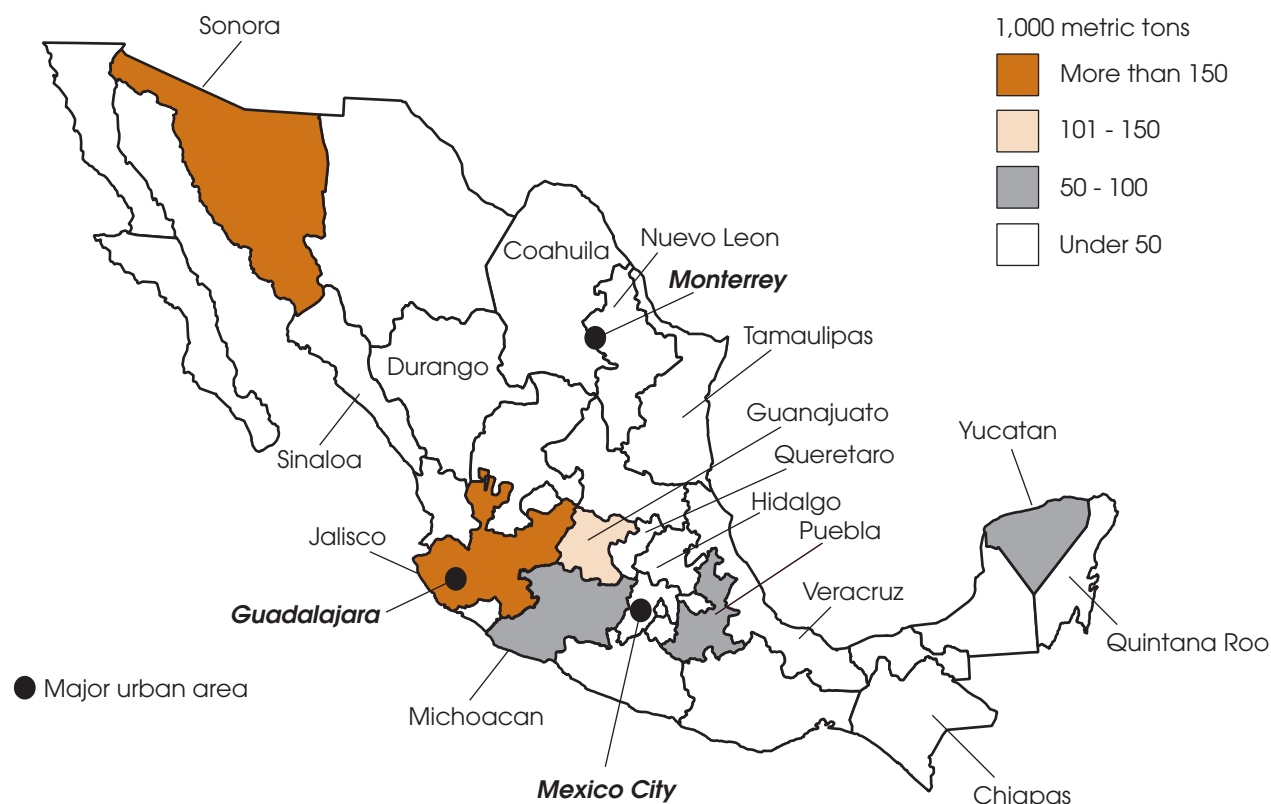 Sonora
1,000 metric tons
More than 150
101 - 150
50 - 100
Under 50
Nuevo Leon
Coahuila
Monterrey
Tamaulipas
Durango
Guanajuato
Yucatan
Queretaro
Sinaloa
Hidalgo
Puebla
Jalisco
Veracruz
Guadalajara
Quintana Roo
Major urban area
Michoacan
Mexico City
Chiapas